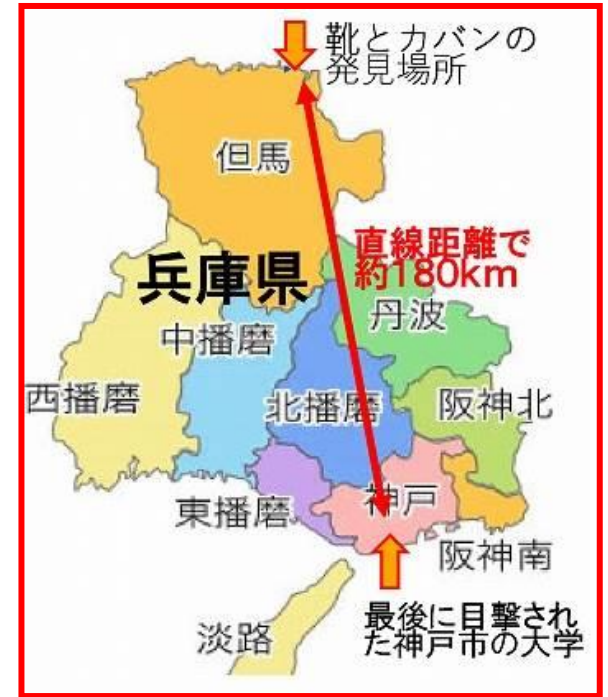 靴とカバンの
発見場所
但馬
直線距離で
約180km
兵庫県
丹波
中播磨
西播磨
北播磨
阪神北
東播磨
神戸
阪神南
最後に目撃され
た神戸市の大学
淡路